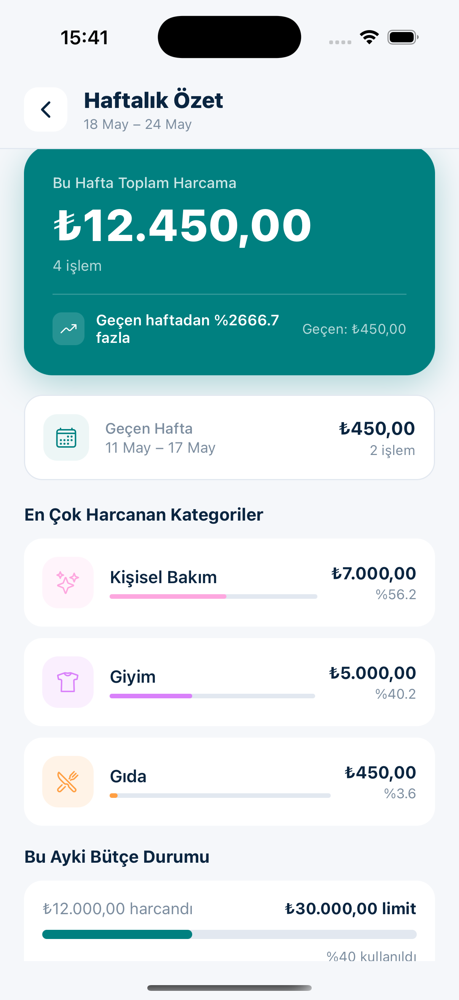 15:41
Haftalık Özet
18 May – 24 May
Bu Hafta Toplam Harcama
₺12.450,00
4 işlem
Geçen haftadan %2666.7
fazla
Geçen: ₺450,00
Geçen Hafta
11 May – 17 May
₺450,00
2 işlem
En Çok Harcanan Kategoriler
Kişisel Bakım
₺7.000,00
%56.2
Giyim
₺5.000,00
%40.2
Gıda
₺450,00
%3.6
Bu Ayki Bütçe Durumu
₺12.000,00 harcandı
₺30.000,00 limit
%40 kullanıldı